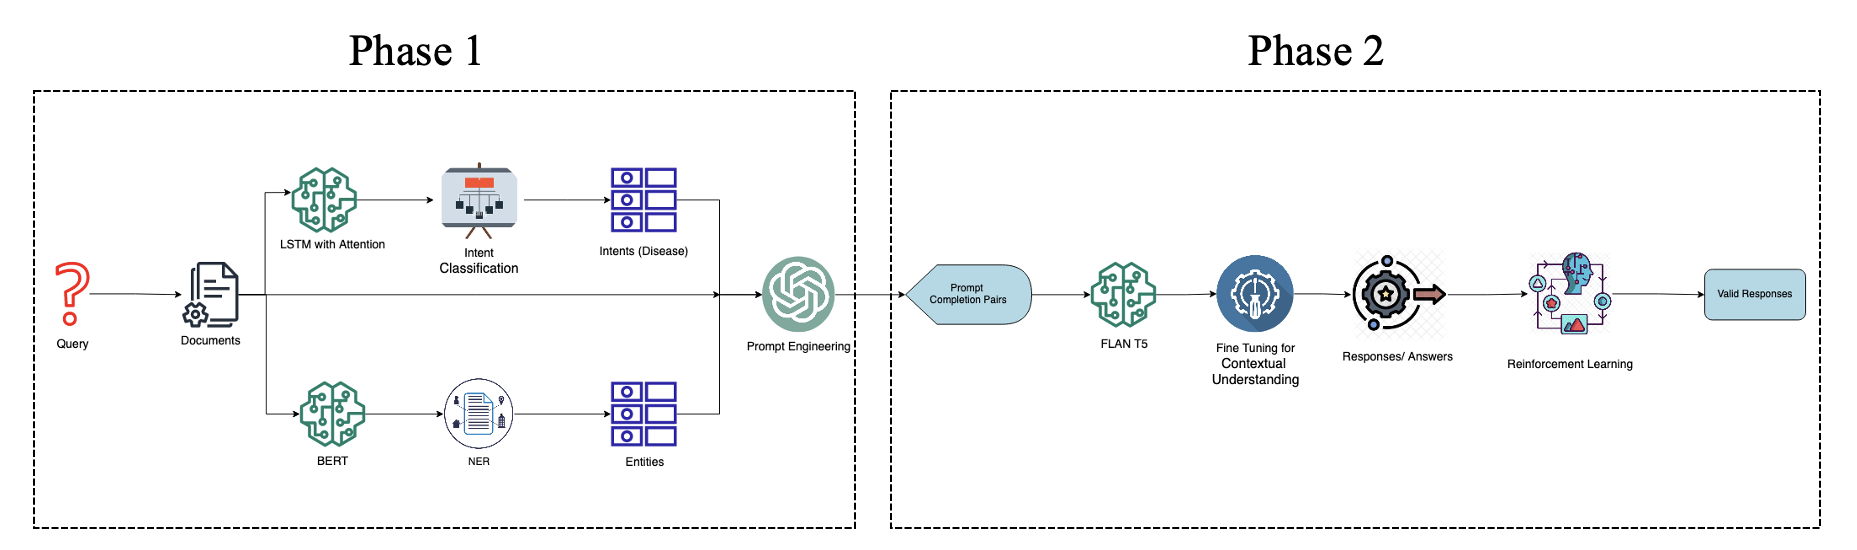 Phase 1
Phase 2
LSTM with Attention
Intent
Classification
Intents (Disease)
Query
Documents
Prompt Engineering
BERT
NER
Entities
Prompt
Completion Pairs
FLAN T5
Fine Tuning for
Contextual
Understanding
Responses/ Answers
Reinforcement Learning
Valid Responses